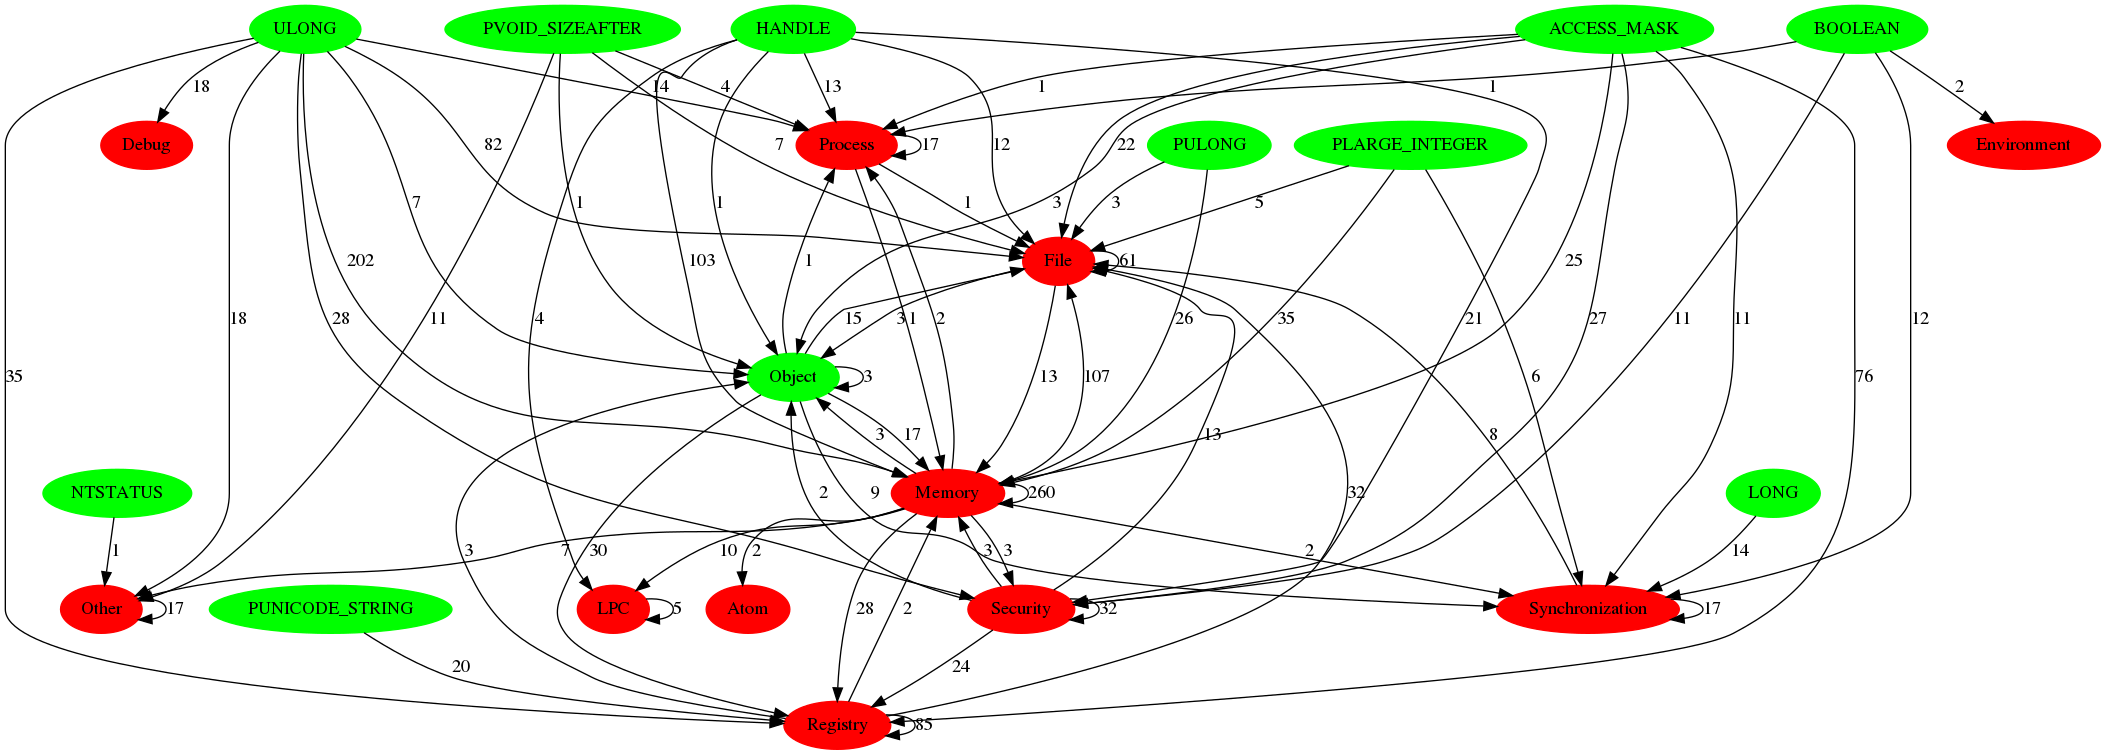 ULONG PVOID_SIZEAFTER HANDLE ACCESS_MASK BOOLEAN
18 14 4 13 1 1 2
Debug Process 17 PULONG PLARGE_INTEGER Environment
82 7 12 22
7 1 1 3 3 5
File 61
202 103 1 25
18 28 11 4 15 3 1 2 26 35 21 27 11 11 12
35 Object 3 13 107 6 76
3 17 13 8
NTSTATUS 2 9 Memory 260 32 LONG
1 7 3 30 10 2 3 3 2 14
Other 17 PUNICODE_STRING LPC 5 Atom 28 2 Security 32 Synchronization 17
20 24
Registry 85